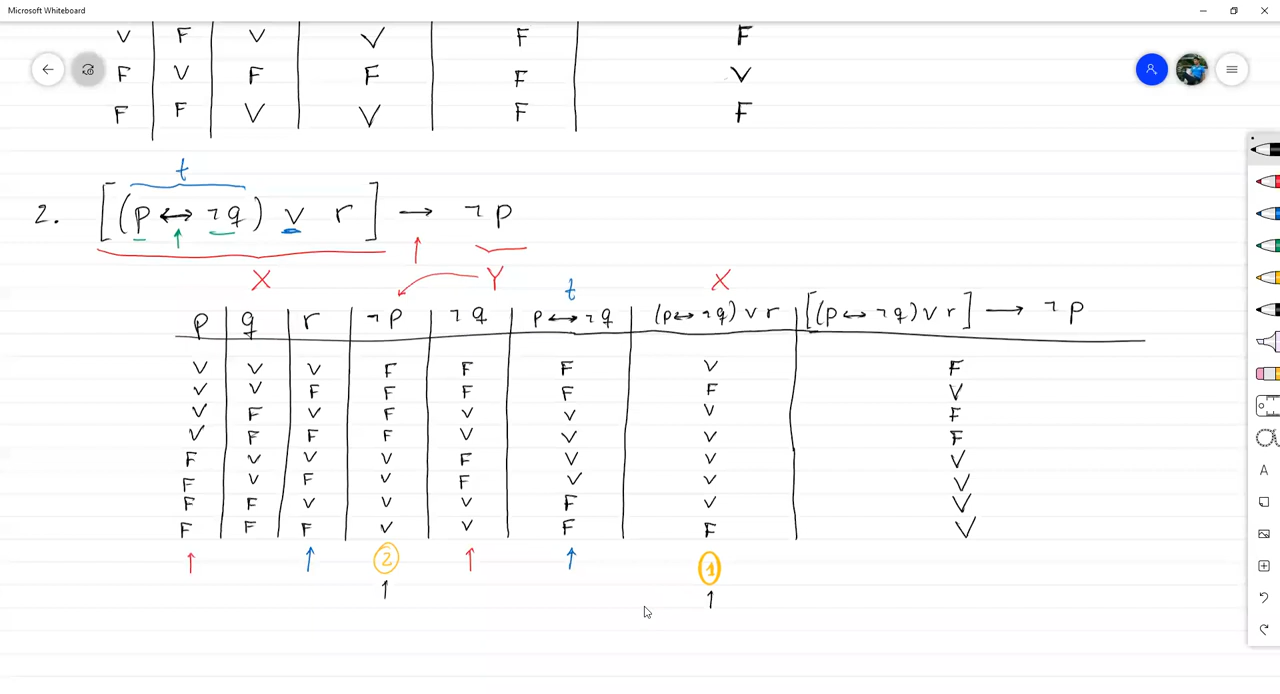 Microsoft Whiteboard
V F V V F F
F V F F F V
F F V V F F
t
2. [(p ↔ ¬q) ∨ r] → ¬p
X Y t X
p q r ¬p ¬q p ↔ ¬q (p ↔ ¬q) ∨ r [(p ↔ ¬q) ∨ r] → ¬p
V V V F F F V F
V V F F F F F V
V F V F V V V F
V F F F V V V F
F V V V F V V V
F V F V F V V V
F F V V V F V V
F F F V V F F V
2 1
A